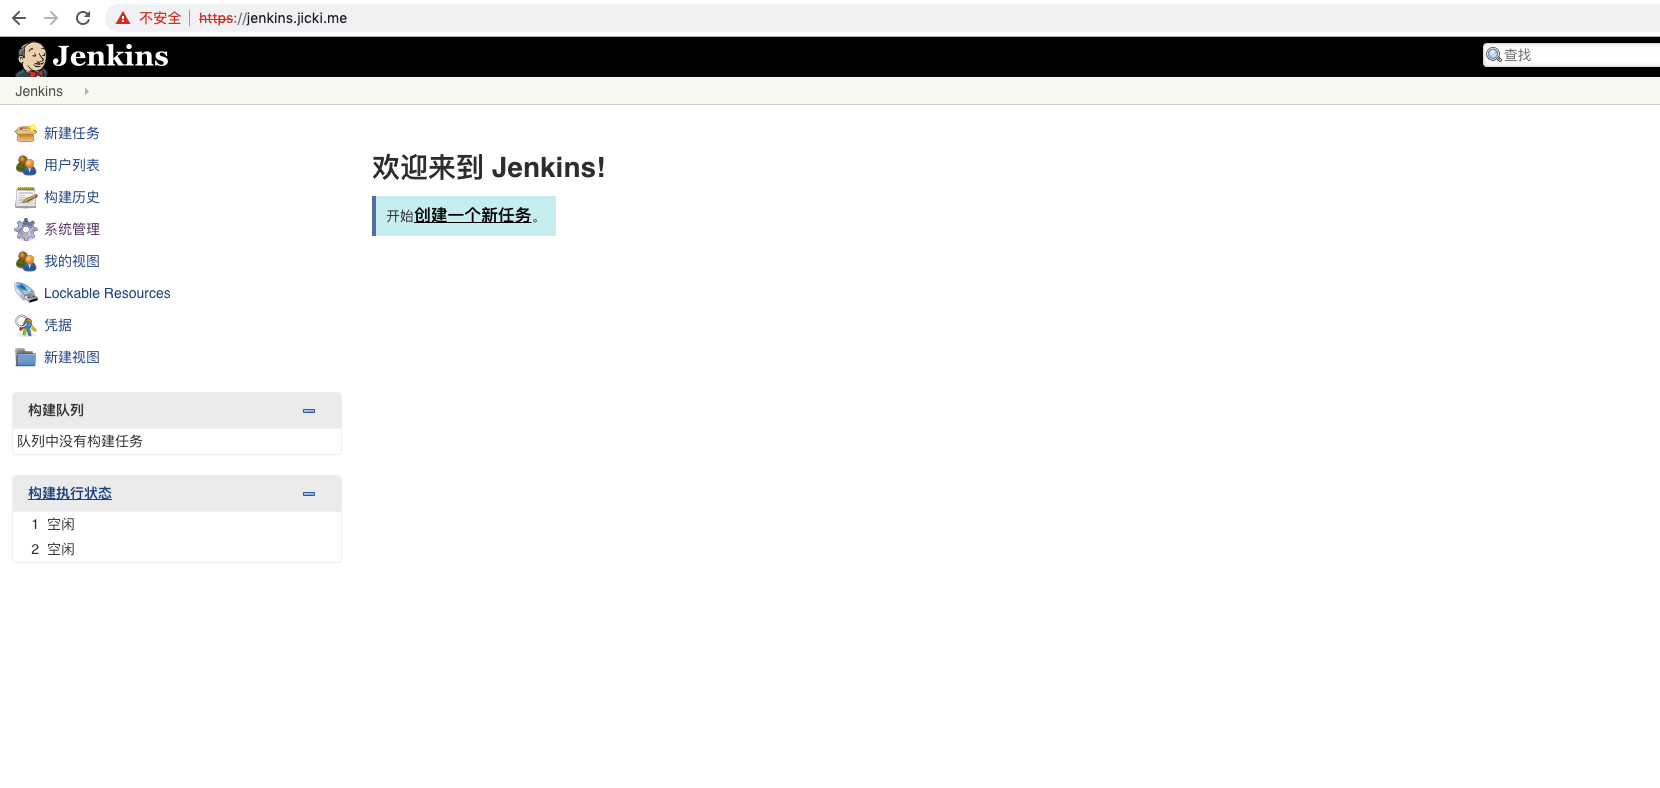 不安全 https://jenkins.jicki.me
Jenkins
查找
Jenkins
新建任务
用户列表
构建历史
系统管理
我的视图
Lockable Resources
凭据
新建视图
构建队列
队列中没有构建任务
构建执行状态
1 空闲
2 空闲
欢迎来到 Jenkins!
开始创建一个新任务。